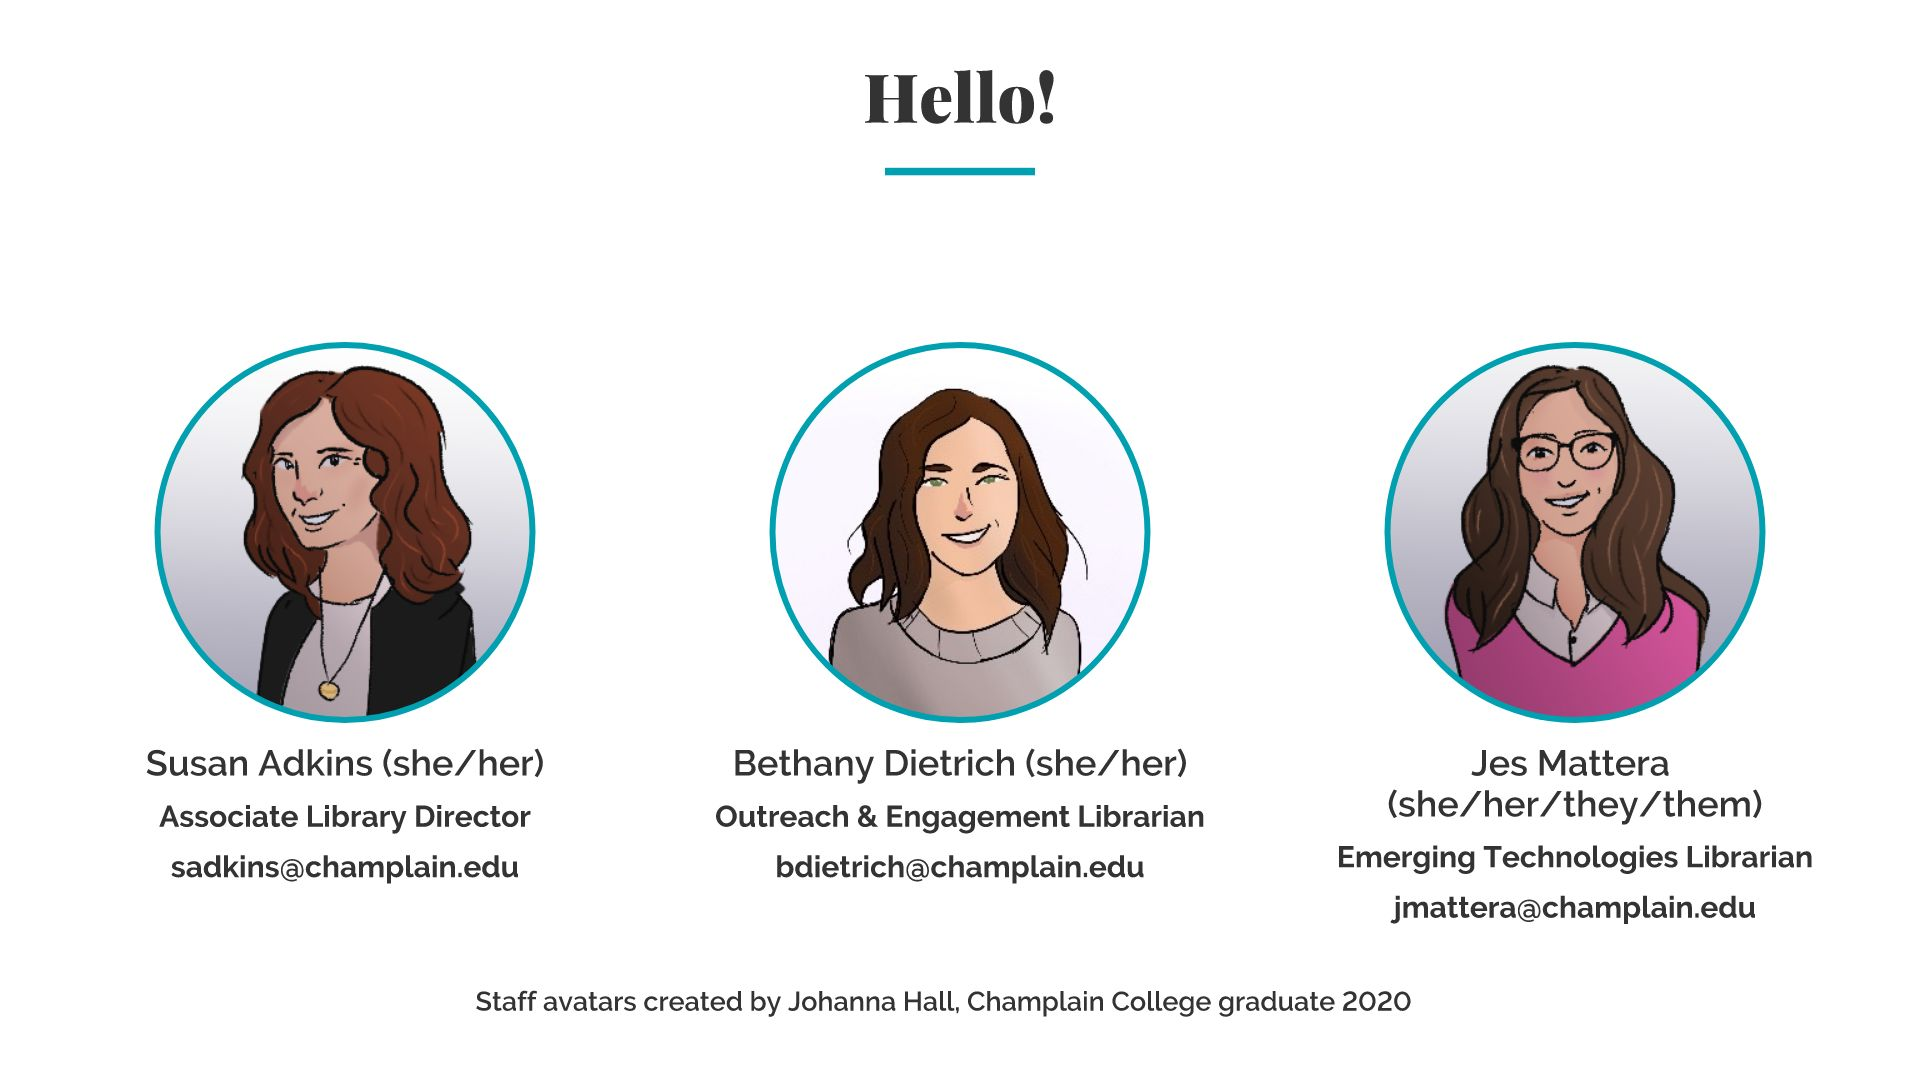 Hello!
Susan Adkins (she/her)
Associate Library Director
sadkins@champlain.edu
Bethany Dietrich (she/her)
Outreach & Engagement Librarian
bdietrich@champlain.edu
Jes Mattera
(she/her/they/them)
Emerging Technologies Librarian
jmattera@champlain.edu
Staff avatars created by Johanna Hall, Champlain College graduate 2020